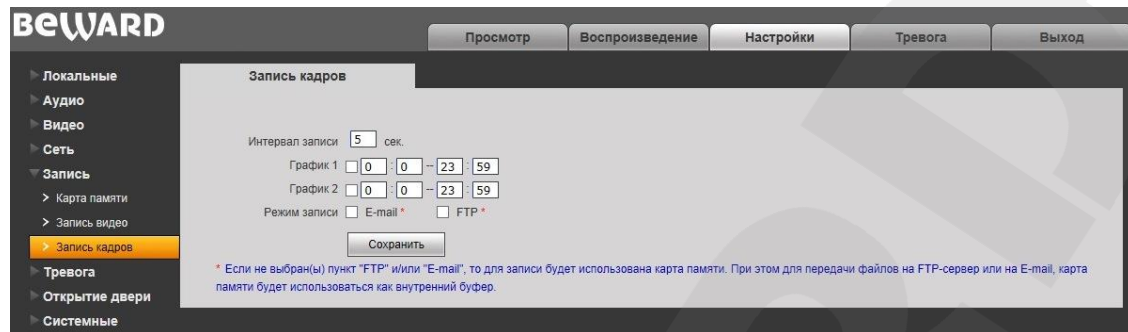 BEWARD
Просмотр Воспроизведение Настройки Тревога Выход
Локальные
Аудио
Видео
Сеть
Запись
> Карта памяти
> Запись видео
> Запись кадров
Тревога
Открытие двери
Системные
Запись кадров
Интервал записи 5 сек.
График 1 0 : 0 -- 23 : 59
График 2 0 : 0 -- 23 : 59
Режим записи E-mail * FTP *
Сохранить
* Если не выбран(ы) пункт "FTP" и/или "E-mail", то для записи будет использована карта памяти. При этом для передачи файлов на FTP-сервер или на E-mail, карта
памяти будет использоваться как внутренний буфер.